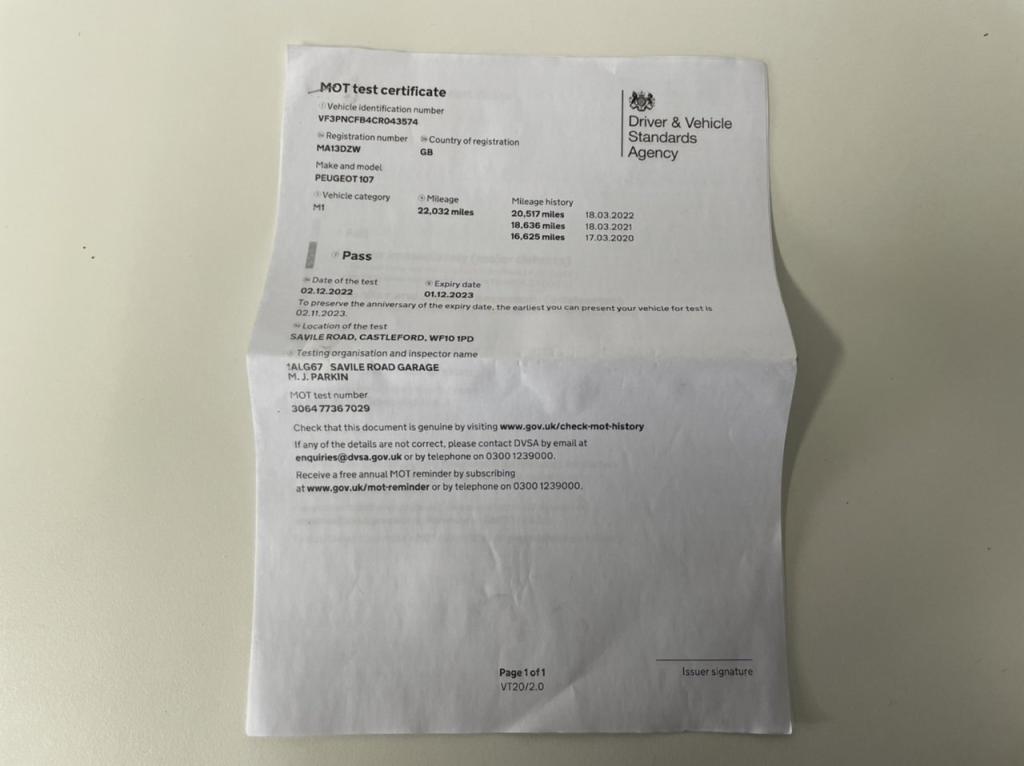 MOT test certificate
Vehicle identification number
VF3PNCFB4CR043574
Registration number
MA13DZW
Country of registration
GB
Make and model
PEUGEOT 107
Vehicle category
M1
Mileage
22,032 miles
Mileage history
20,517 miles 18.03.2022
18,636 miles 18.03.2021
16,625 miles 17.03.2020
Driver & Vehicle
Standards
Agency
Pass
Date of the test
02.12.2022
Expiry date
01.12.2023
To preserve the anniversary of the expiry date, the earliest you can present your vehicle for test is
02.11.2023.
Location of the test
SAVILE ROAD, CASTLEFORD, WF10 1PD
Testing organisation and inspector name
1ALG67 SAVILE ROAD GARAGE
M. J. PARKIN
MOT test number
3064 7736 7029
Check that this document is genuine by visiting www.gov.uk/check-mot-history
If any of the details are not correct, please contact DVSA by email at
enquiries@dvsa.gov.uk or by telephone on 0300 1239000.
Receive a free annual MOT reminder by subscribing
at www.gov.uk/mot-reminder or by telephone on 0300 1239000.
Page 1 of 1
VT20/2.0
Issuer signature